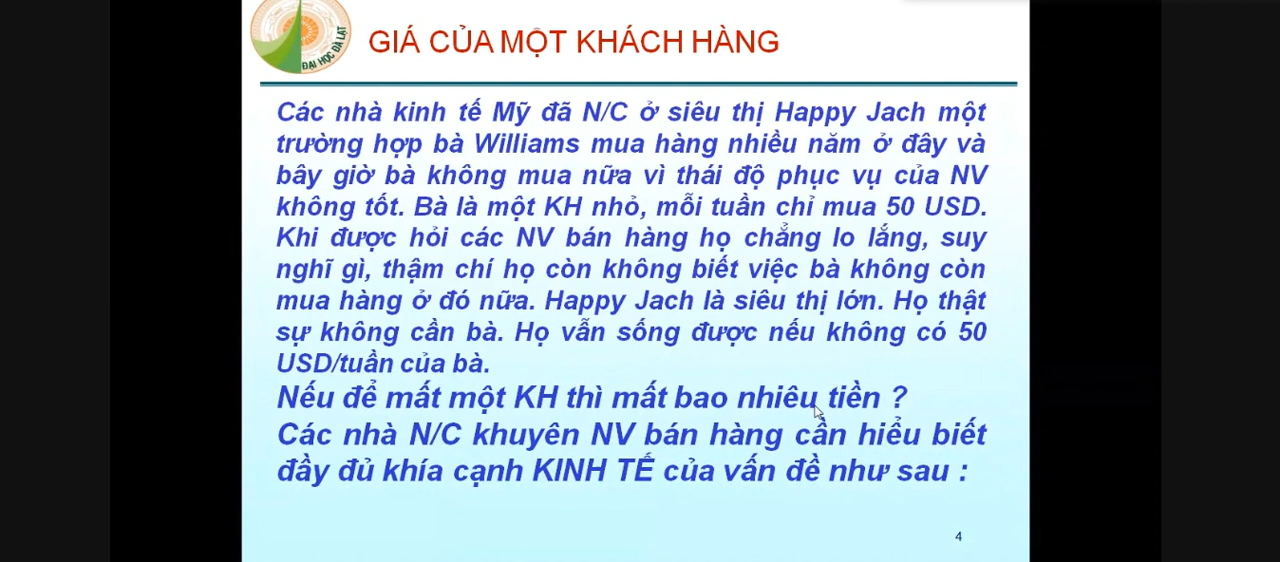 ĐẠI HỌC ĐÀ LẠT
GIÁ CỦA MỘT KHÁCH HÀNG
Các nhà kinh tế Mỹ đã N/C ở siêu thị Happy Jach một
trường hợp bà Williams mua hàng nhiều năm ở đây và
bây giờ bà không mua nữa vì thái độ phục vụ của NV
không tốt. Bà là một KH nhỏ, mỗi tuần chỉ mua 50 USD.
Khi được hỏi các NV bán hàng họ chẳng lo lắng, suy
nghĩ gì, thậm chí họ còn không biết việc bà không còn
mua hàng ở đó nữa. Happy Jach là siêu thị lớn. Họ thật
sự không cần bà. Họ vẫn sống được nếu không có 50
USD/tuần của bà.
Nếu để mất một KH thì mất bao nhiêu tiền ?
Các nhà N/C khuyên NV bán hàng cần hiểu biết
đầy đủ khía cạnh KINH TẾ của vấn đề như sau :
4